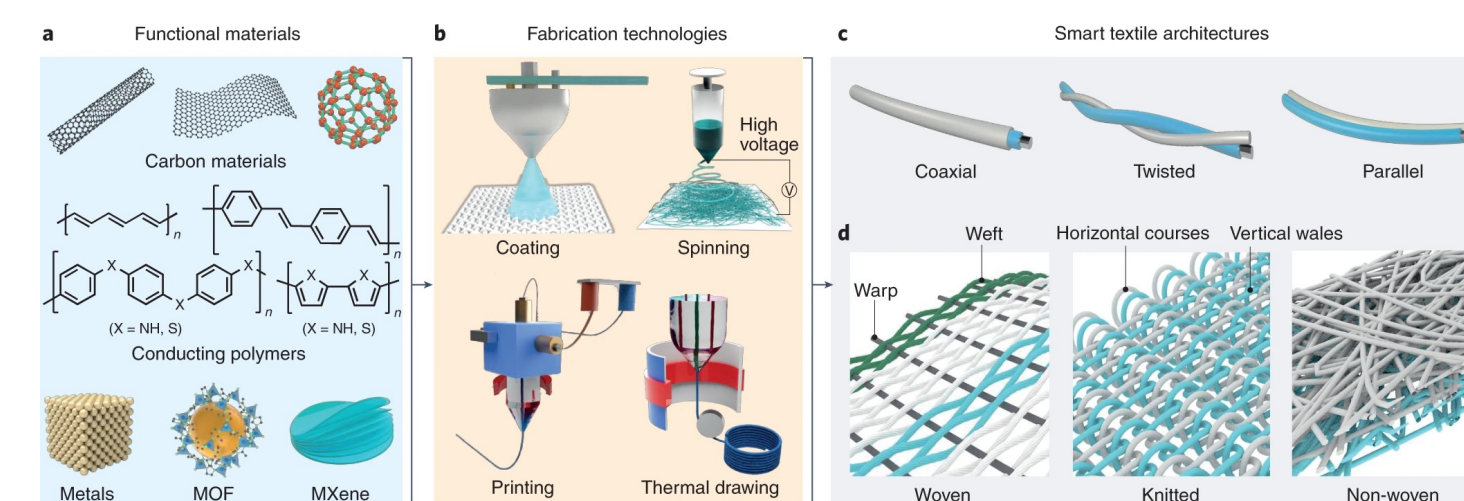 a
Functional materials
Carbon materials
n
n
X
X
X
n
X
X
n
(X = NH, S)
(X = NH, S)
Conducting polymers
Metals
MOF
MXene
b
Fabrication technologies
High
voltage
V
Coating
Spinning
Printing
Thermal drawing
c
Smart textile architectures
Coaxial
Twisted
Parallel
d
Weft
Warp
Horizontal courses
Vertical wales
Woven
Knitted
Non-woven